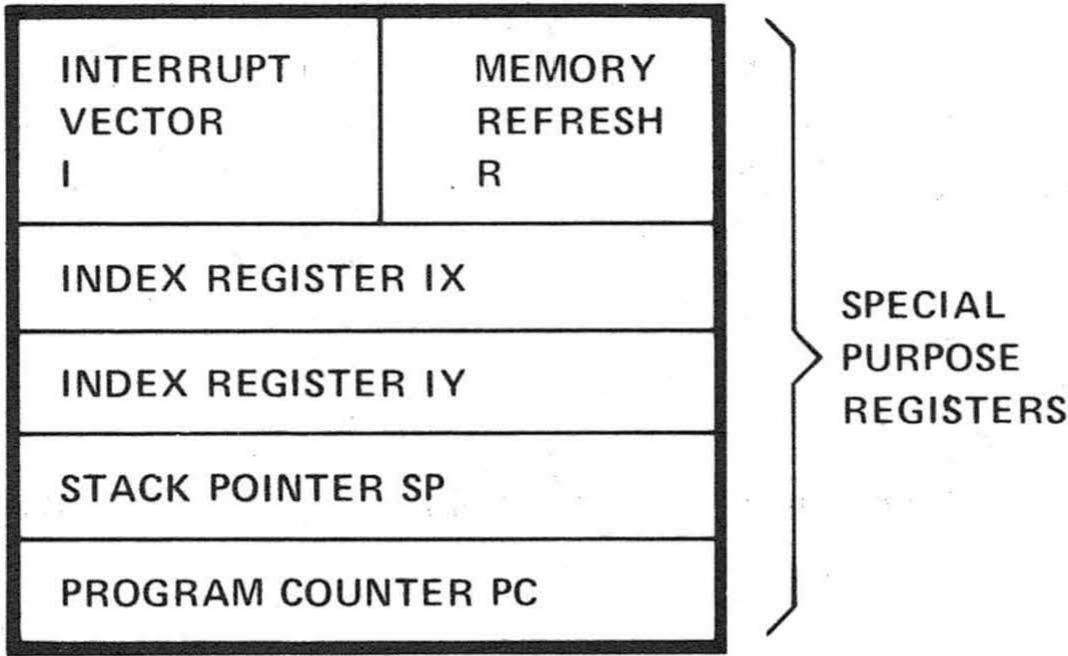 INTERRUPT
VECTOR
I
MEMORY
REFRESH
R
INDEX REGISTER IX
INDEX REGISTER IY
STACK POINTER SP
PROGRAM COUNTER PC
SPECIAL
PURPOSE
REGISTERS